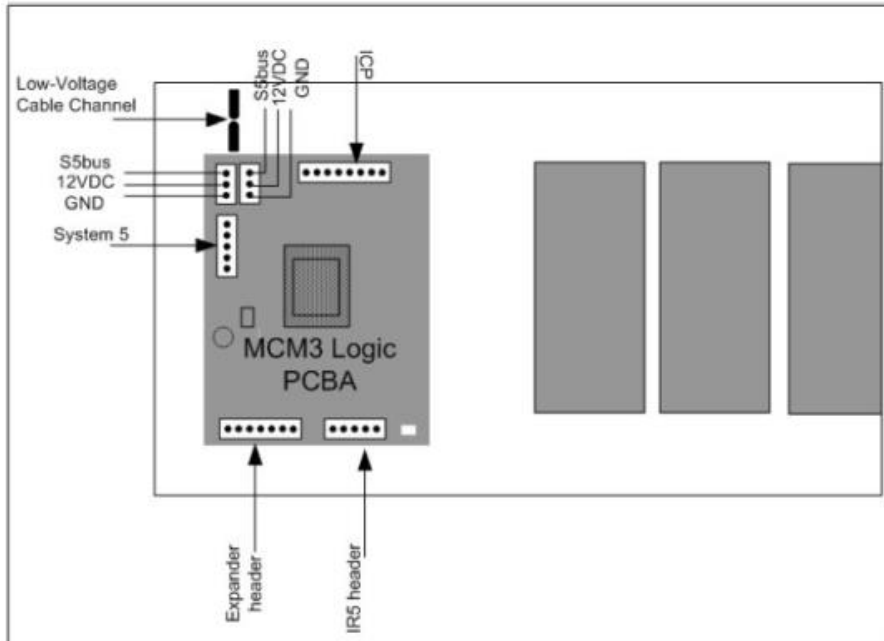 S5bus
12VDC
GND
ICP
Low-Voltage
Cable Channel
S5bus
12VDC
GND
System 5
MCM3 Logic
PCBA
Expander
header
IR5 header